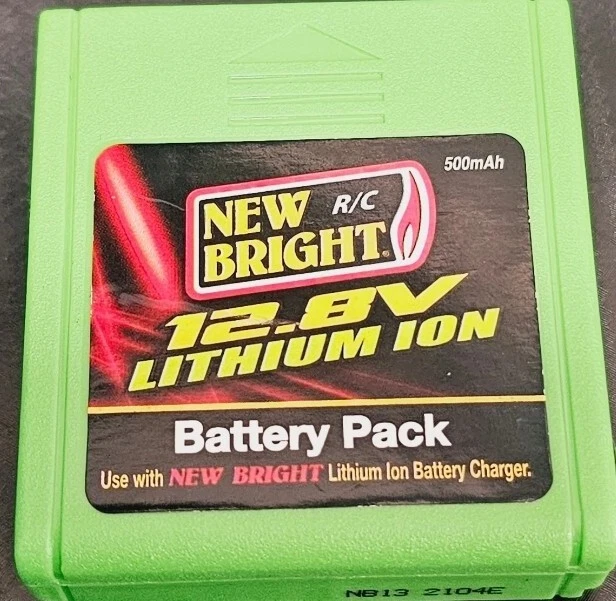 500mAh
NEW R/C
BRIGHT
12.8V
LITHIUM ION
Battery Pack
Use with NEW BRIGHT Lithium Ion Battery Charger.
NB13 2104E